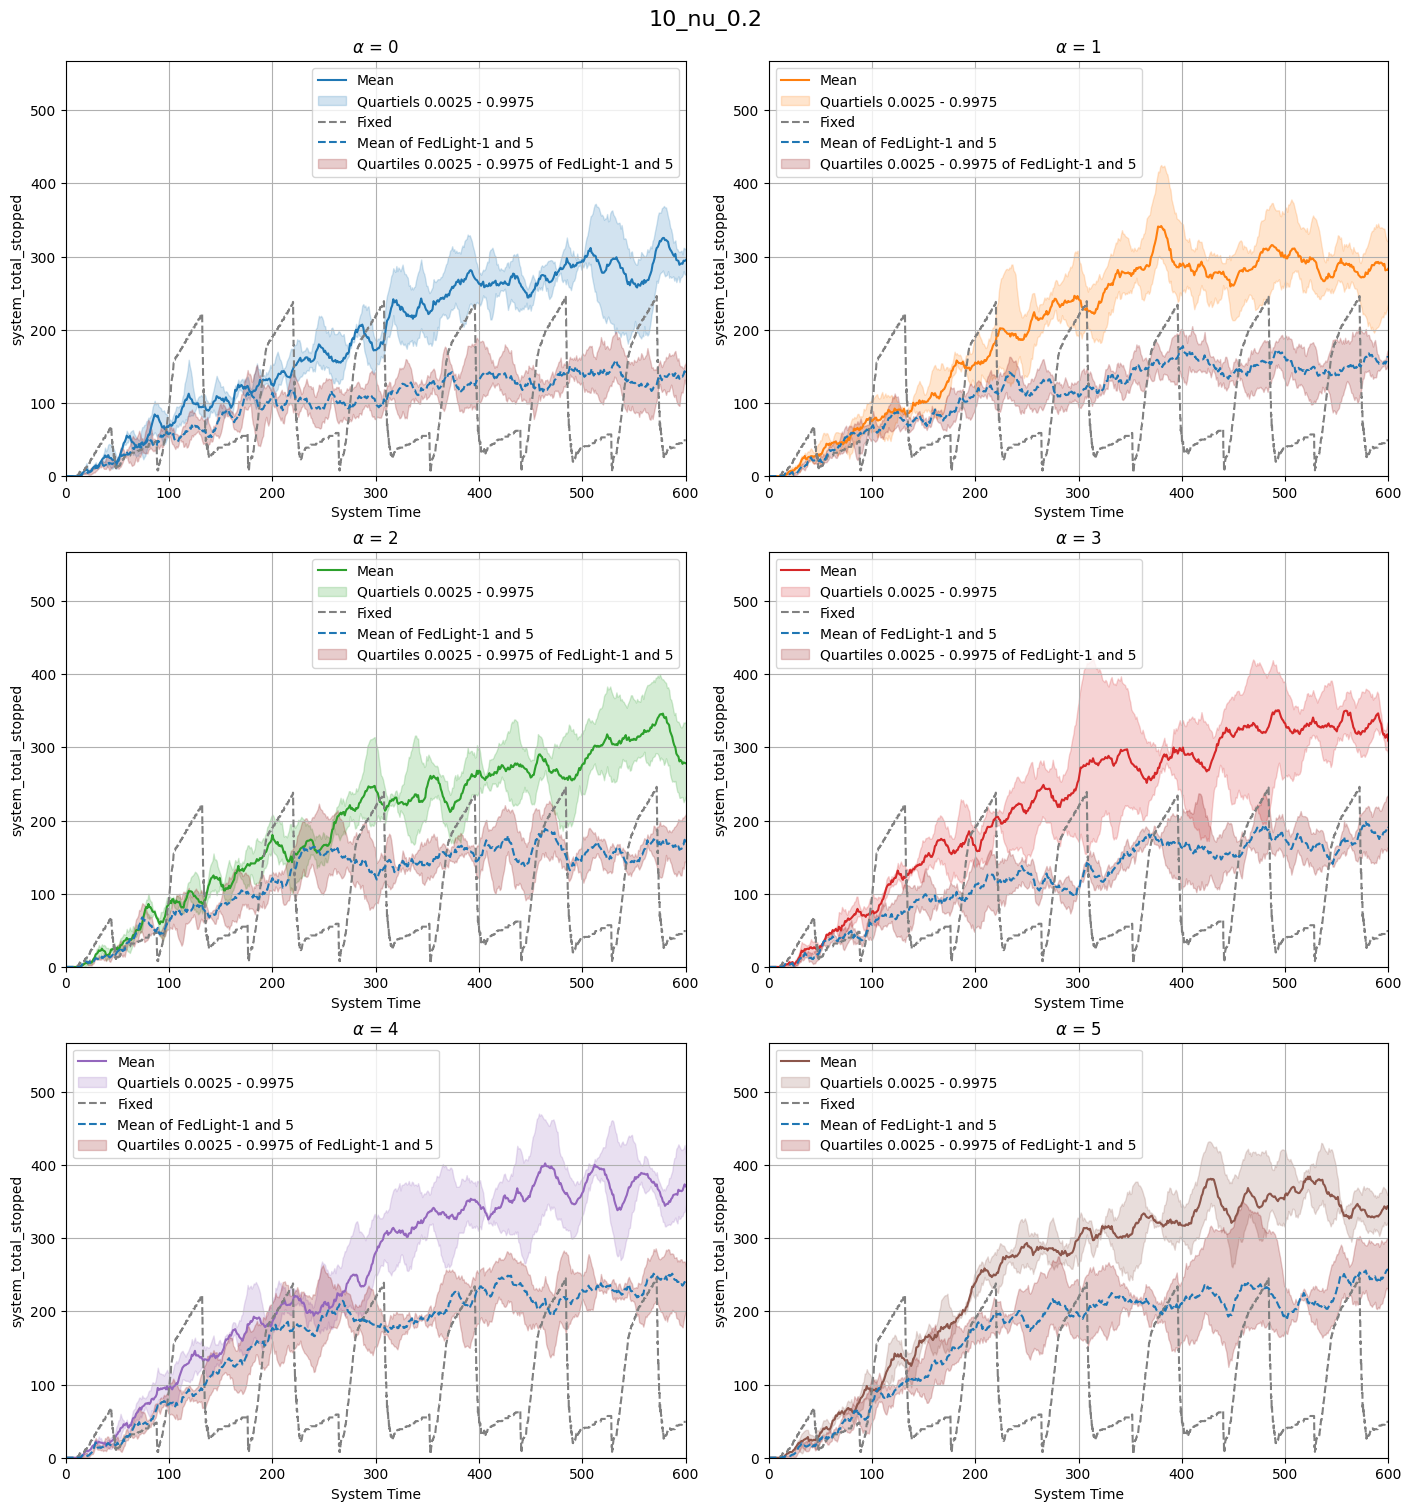 10_nu_0.2
α = 0
500
400
300
200
100
0
system_total_stopped
Mean
Quartiels 0.0025 - 0.9975
Fixed
Mean of FedLight-1 and 5
Quartiles 0.0025 - 0.9975 of FedLight-1 and 5
0 100 200 300 400 500 600
System Time
α = 1
500
400
300
200
100
0
system_total_stopped
Mean
Quartiels 0.0025 - 0.9975
Fixed
Mean of FedLight-1 and 5
Quartiles 0.0025 - 0.9975 of FedLight-1 and 5
0 100 200 300 400 500 600
System Time
α = 2
500
400
300
200
100
0
system_total_stopped
Mean
Quartiels 0.0025 - 0.9975
Fixed
Mean of FedLight-1 and 5
Quartiles 0.0025 - 0.9975 of FedLight-1 and 5
0 100 200 300 400 500 600
System Time
α = 3
500
400
300
200
100
0
system_total_stopped
Mean
Quartiels 0.0025 - 0.9975
Fixed
Mean of FedLight-1 and 5
Quartiles 0.0025 - 0.9975 of FedLight-1 and 5
0 100 200 300 400 500 600
System Time
α = 4
500
400
300
200
100
0
system_total_stopped
Mean
Quartiels 0.0025 - 0.9975
Fixed
Mean of FedLight-1 and 5
Quartiles 0.0025 - 0.9975 of FedLight-1 and 5
0 100 200 300 400 500 600
System Time
α = 5
500
400
300
200
100
0
system_total_stopped
Mean
Quartiels 0.0025 - 0.9975
Fixed
Mean of FedLight-1 and 5
Quartiles 0.0025 - 0.9975 of FedLight-1 and 5
0 100 200 300 400 500 600
System Time